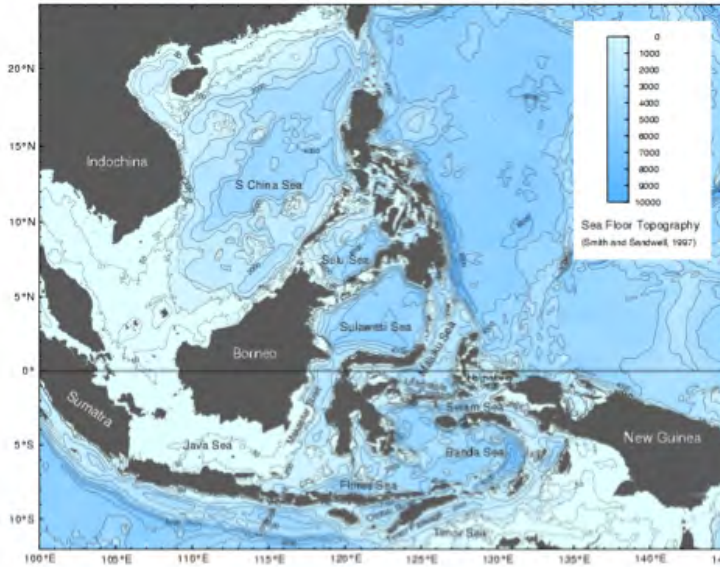 20°N
15°N
10°N
5°N
0°
5°S
10°S
100°E
105°E
110°E
115°E
120°E
125°E
130°E
135°E
140°E
0
1000
2000
3000
4000
5000
6000
7000
8000
9000
10000
Sea Floor Topography
(Smith and Sandwell, 1997)
Indochina
S China Sea
Sulu Sea
Sulawesi Sea
Maluku Sea
Borneo
Sumatra
Seram Sea
New Guinea
Java Sea
Banda Sea
Flores Sea
Timor Sea